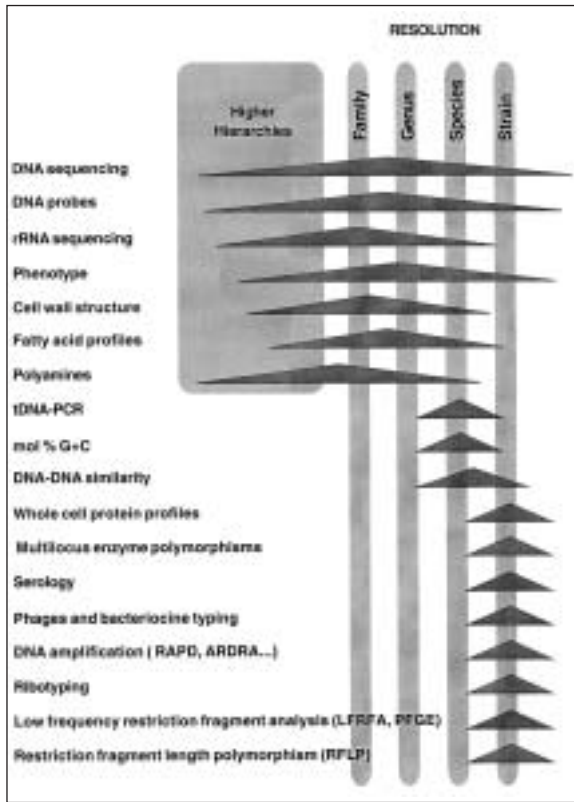 RESOLUTION
Higher
Hierarchies
Family
Genus
Species
Strain
DNA sequencing
DNA probes
rRNA sequencing
Phenotype
Cell wall structure
Fatty acid profiles
Polyamines
tDNA-PCR
mol % G+C
DNA-DNA similarity
Whole cell protein profiles
Multilocus enzyme polymorphisms
Serology
Phages and bacteriocine typing
DNA amplification ( RAPD, ARDRA...)
Ribotyping
Low frequency restriction fragment analysis (LFRFA, PFGE)
Restriction fragment length polymorphism (RFLP)